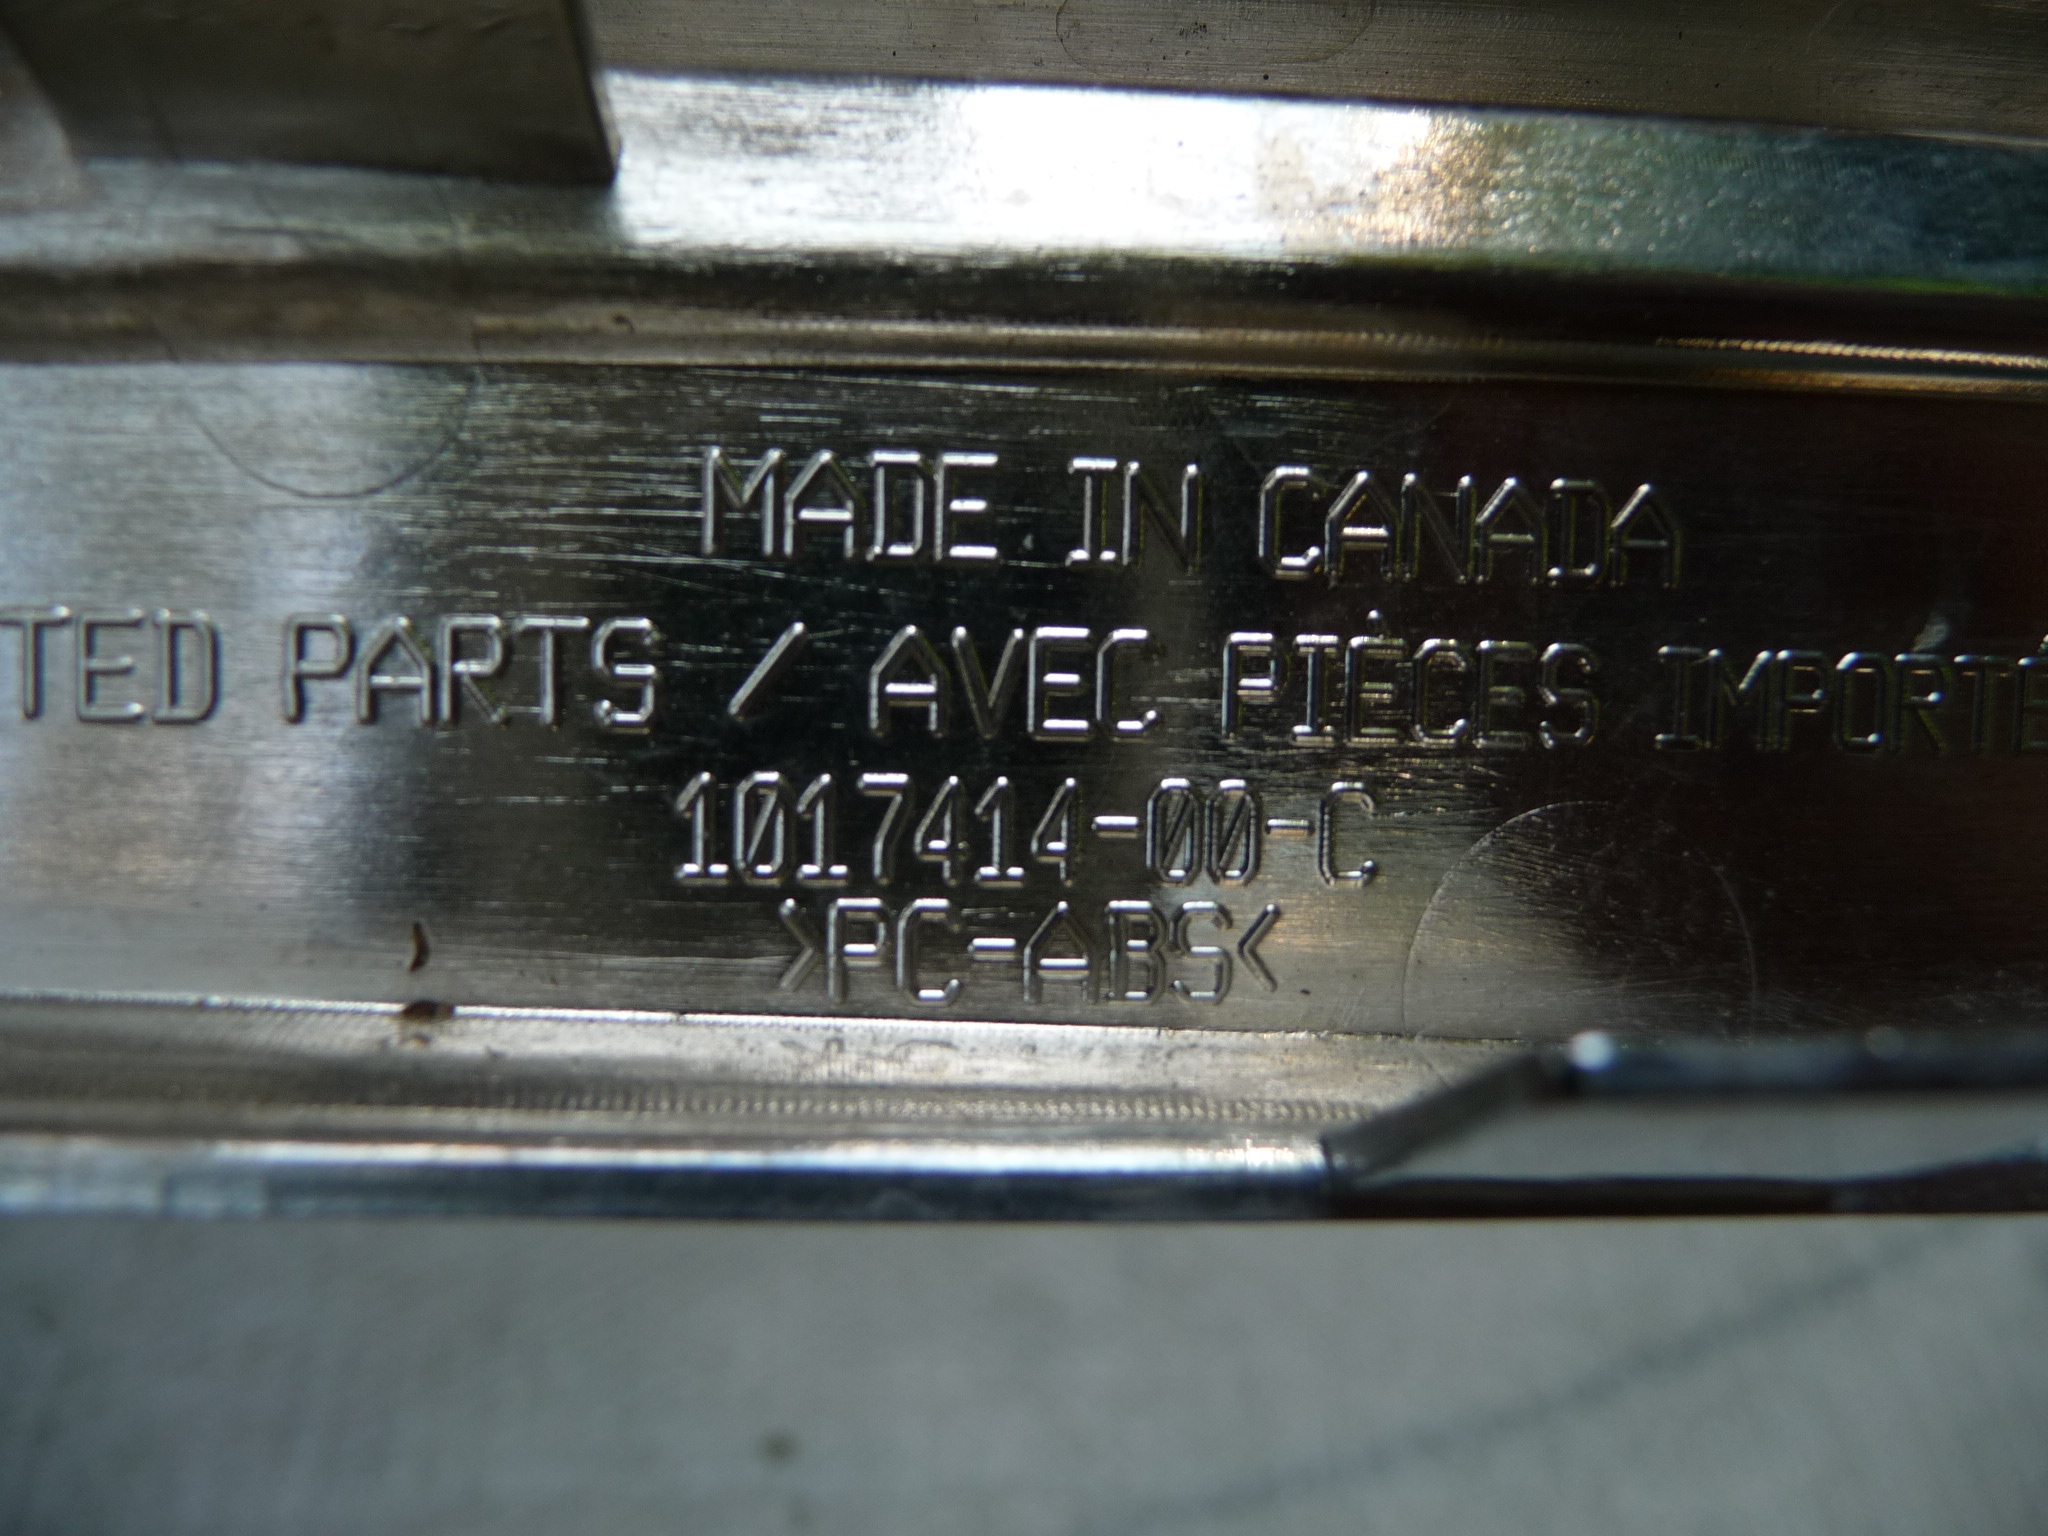 MADE IN CANADA
TED PARTS / AVEC PIÈCES IMPORTÉ
1017414-00-C
>PC-ABS<